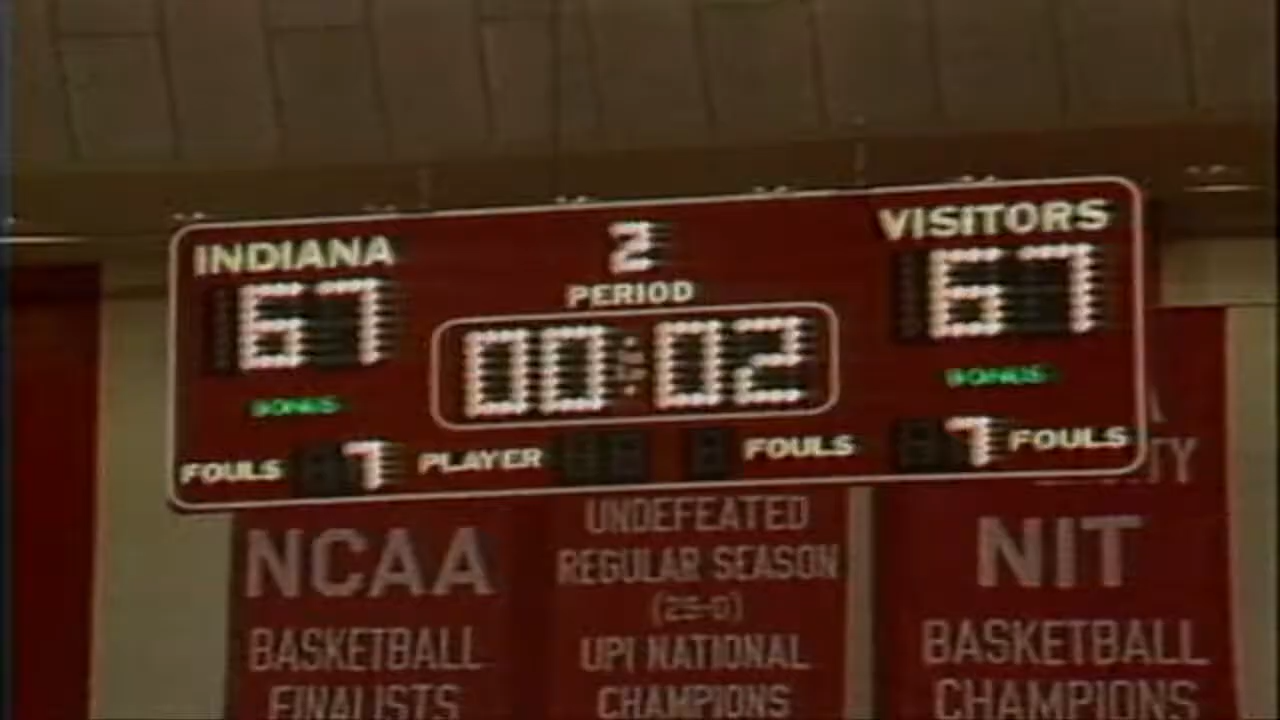 INDIANA 2 VISITORS
67 PERIOD 67
00:02
BONUS BONUS
FOULS 7 PLAYER FOULS 7 FOULS
TY
NCAA
BASKETBALL
FINALISTS
UNDEFEATED
REGULAR SEASON
(25-0)
UPI NATIONAL
CHAMPIONS
NIT
BASKETBALL
CHAMPIONS